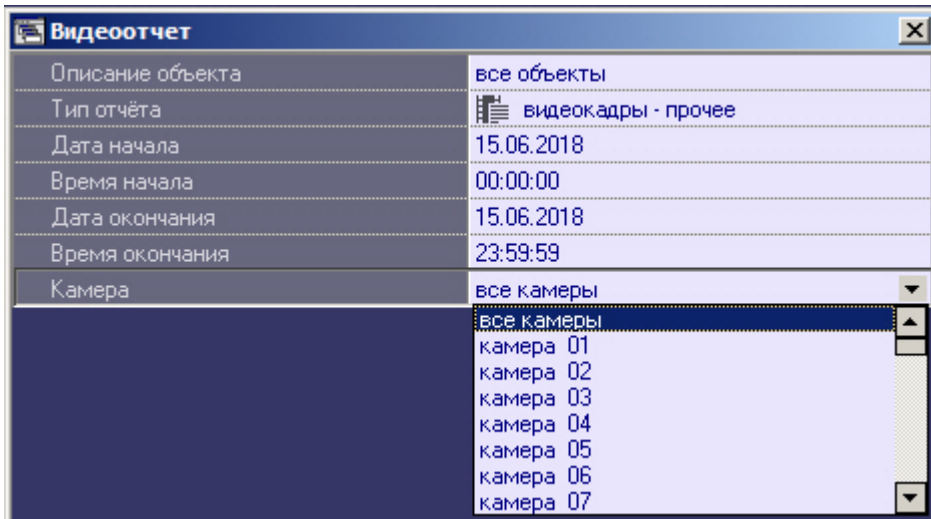 Видеоотчет
Описание объекта все объекты
Тип отчёта видеокадры - прочее
Дата начала 15.06.2018
Время начала 00:00:00
Дата окончания 15.06.2018
Время окончания 23:59:59
Камера все камеры
все камеры
камера 01
камера 02
камера 03
камера 04
камера 05
камера 06
камера 07